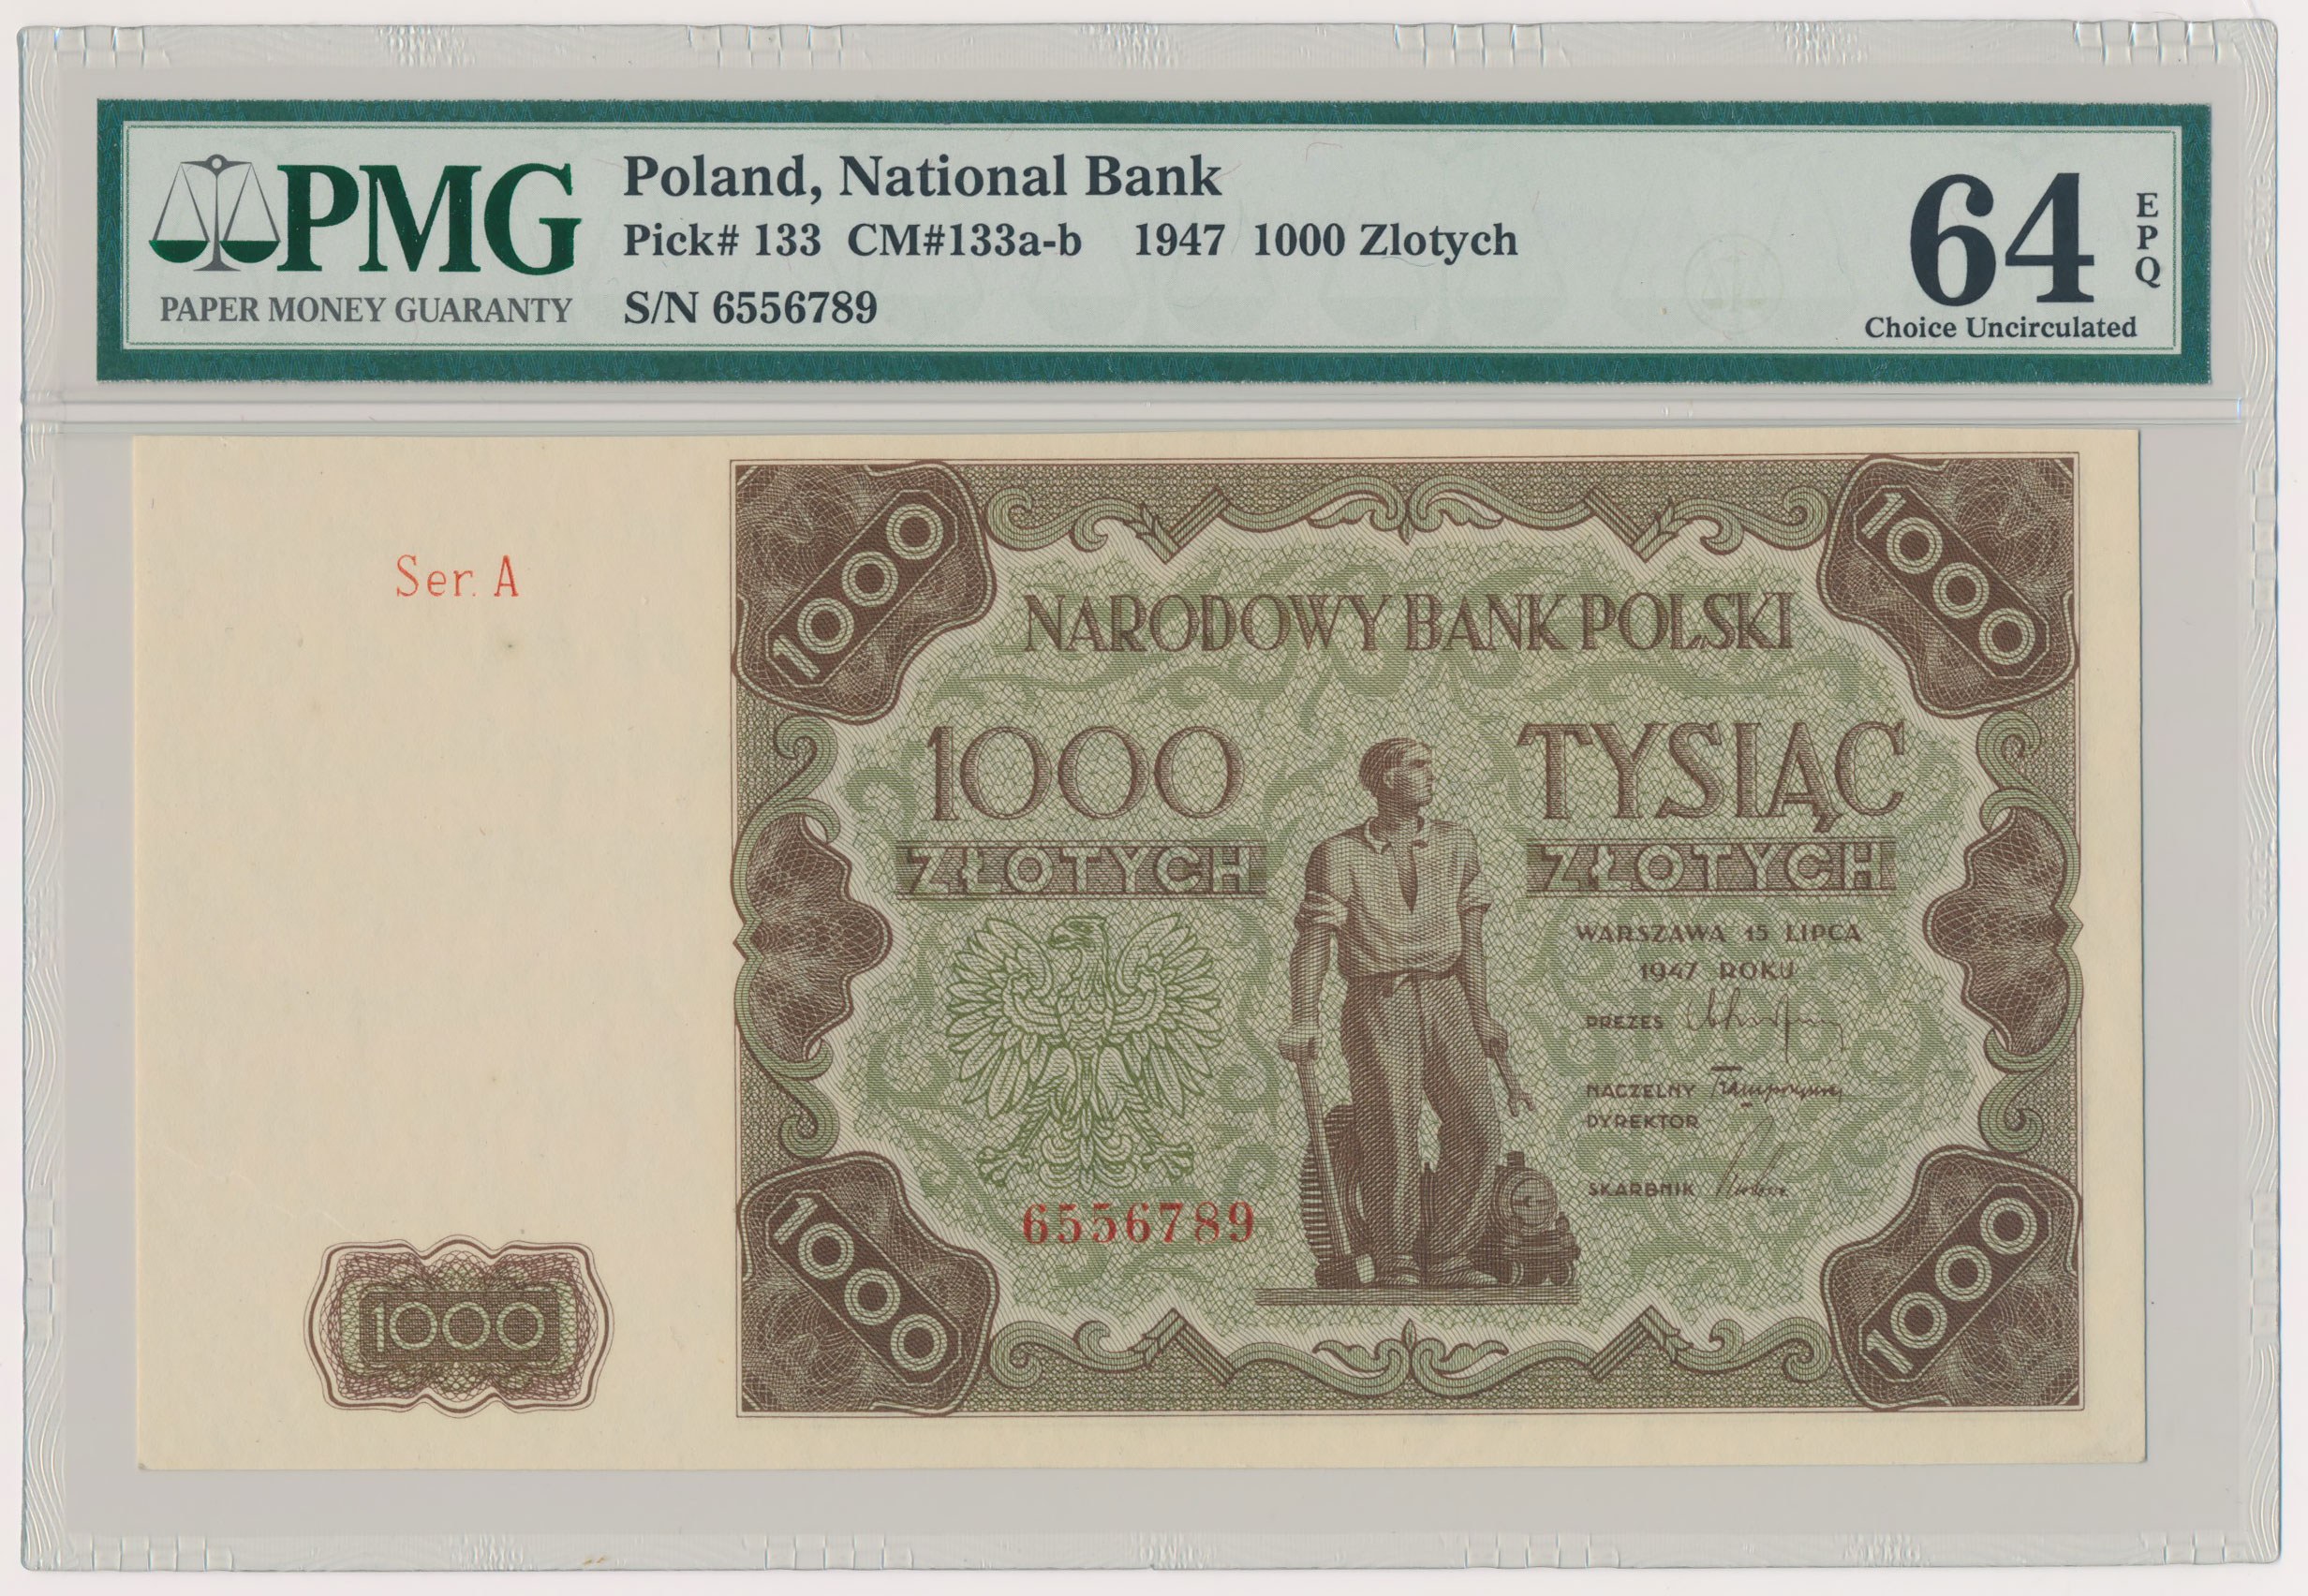 PMG
PAPER MONEY GUARANTY
Poland, National Bank
Pick# 133 CM#133a-b 1947 1000 Zlotych
S/N 6556789
64
EPQ
Choice Uncirculated
Ser. A
1000
1000
NARODOWY BANK POLSKI
1000
TYSIĄC
ZŁOTYCH
ZŁOTYCH
WARSZAWA 15 LIPCA
1947 ROKU
PREZES
NACZELNY
DYREKTOR
SKARBNIK
6556789
1000
1000
1000